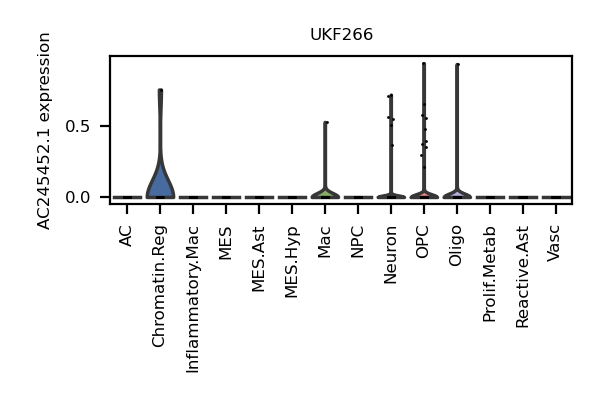 UKF266
AC245452.1 expression
0.5
0.0
AC
Chromatin.Reg
Inflammatory.Mac
MES
MES.Ast
MES.Hyp
Mac
NPC
Neuron
OPC
Oligo
Prolif.Metab
Reactive.Ast
Vasc